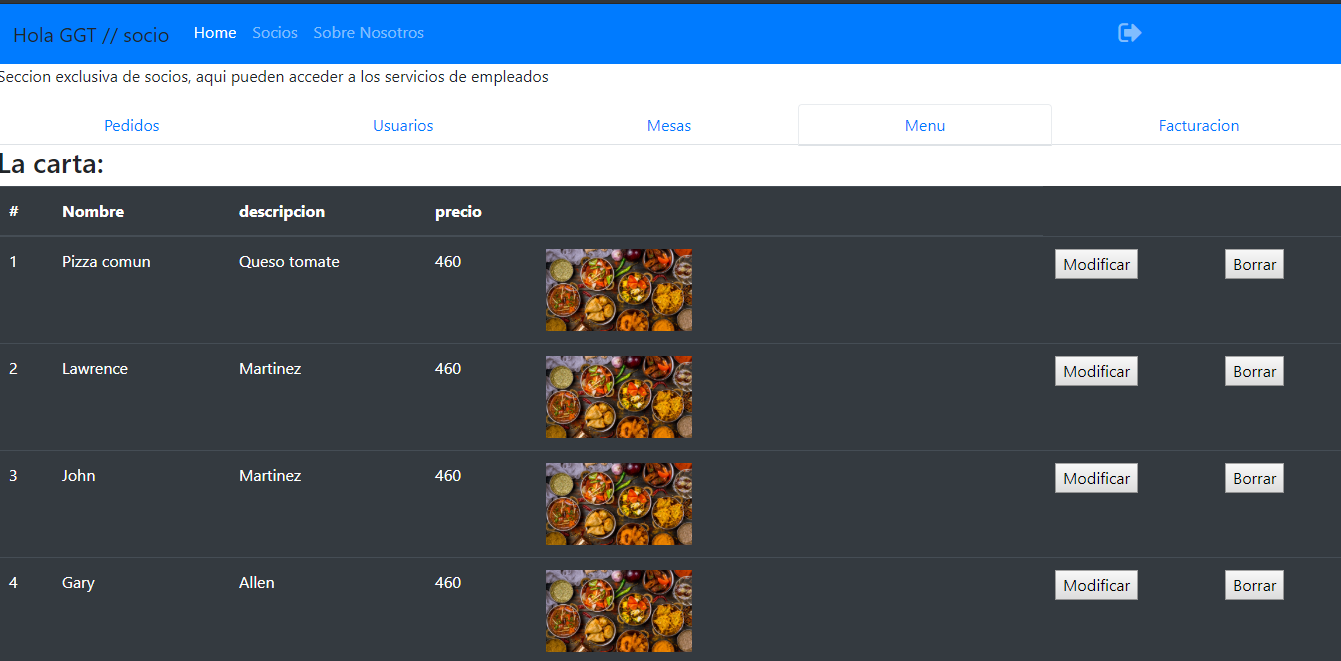 Hola GGT // socio Home Socios Sobre Nosotros
Seccion exclusiva de socios, aqui pueden acceder a los servicios de empleados
Pedidos Usuarios Mesas Menu Facturacion
La carta:
# Nombre descripcion precio
1 Pizza comun Queso tomate 460 Modificar Borrar
2 Lawrence Martinez 460 Modificar Borrar
3 John Martinez 460 Modificar Borrar
4 Gary Allen 460 Modificar Borrar